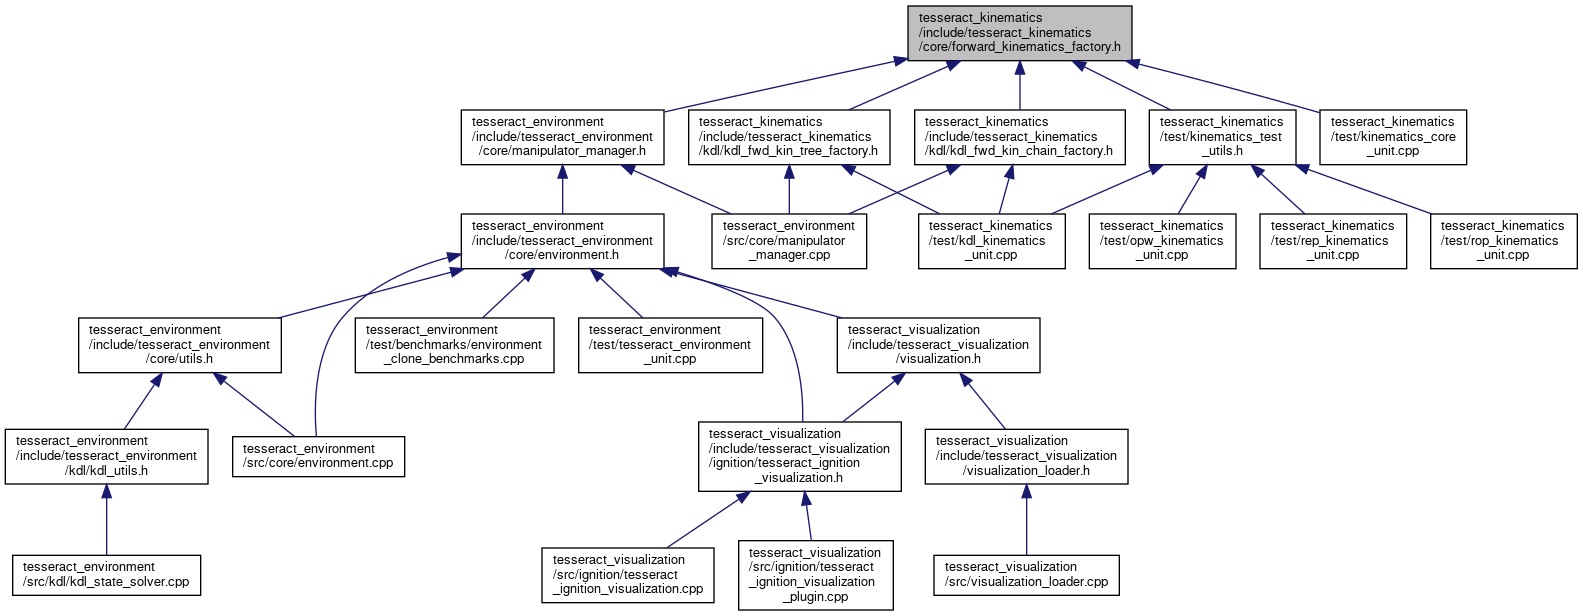 tesseract_kinematics
/include/tesseract_kinematics
/core/forward_kinematics_factory.h
tesseract_environment
/include/tesseract_environment
/core/manipulator_manager.h
tesseract_kinematics
/include/tesseract_kinematics
/kdl/kdl_fwd_kin_tree_factory.h
tesseract_kinematics
/include/tesseract_kinematics
/kdl/kdl_fwd_kin_chain_factory.h
tesseract_kinematics
/test/kinematics_test
_utils.h
tesseract_kinematics
/test/kinematics_core
_unit.cpp
tesseract_environment
/include/tesseract_environment
/core/environment.h
tesseract_environment
/src/core/manipulator
_manager.cpp
tesseract_kinematics
/test/kdl_kinematics
_unit.cpp
tesseract_kinematics
/test/opw_kinematics
_unit.cpp
tesseract_kinematics
/test/rep_kinematics
_unit.cpp
tesseract_kinematics
/test/rop_kinematics
_unit.cpp
tesseract_environment
/include/tesseract_environment
/core/utils.h
tesseract_environment
/test/benchmarks/environment
_clone_benchmarks.cpp
tesseract_environment
/test/tesseract_environment
_unit.cpp
tesseract_visualization
/include/tesseract_visualization
/visualization.h
tesseract_environment
/include/tesseract_environment
/kdl/kdl_utils.h
tesseract_environment
/src/core/environment.cpp
tesseract_visualization
/include/tesseract_visualization
/ignition/tesseract_ignition
_visualization.h
tesseract_visualization
/include/tesseract_visualization
/visualization_loader.h
tesseract_environment
/src/kdl/kdl_state_solver.cpp
tesseract_visualization
/src/ignition/tesseract
_ignition_visualization.cpp
tesseract_visualization
/src/ignition/tesseract
_ignition_visualization
_plugin.cpp
tesseract_visualization
/src/visualization_loader.cpp